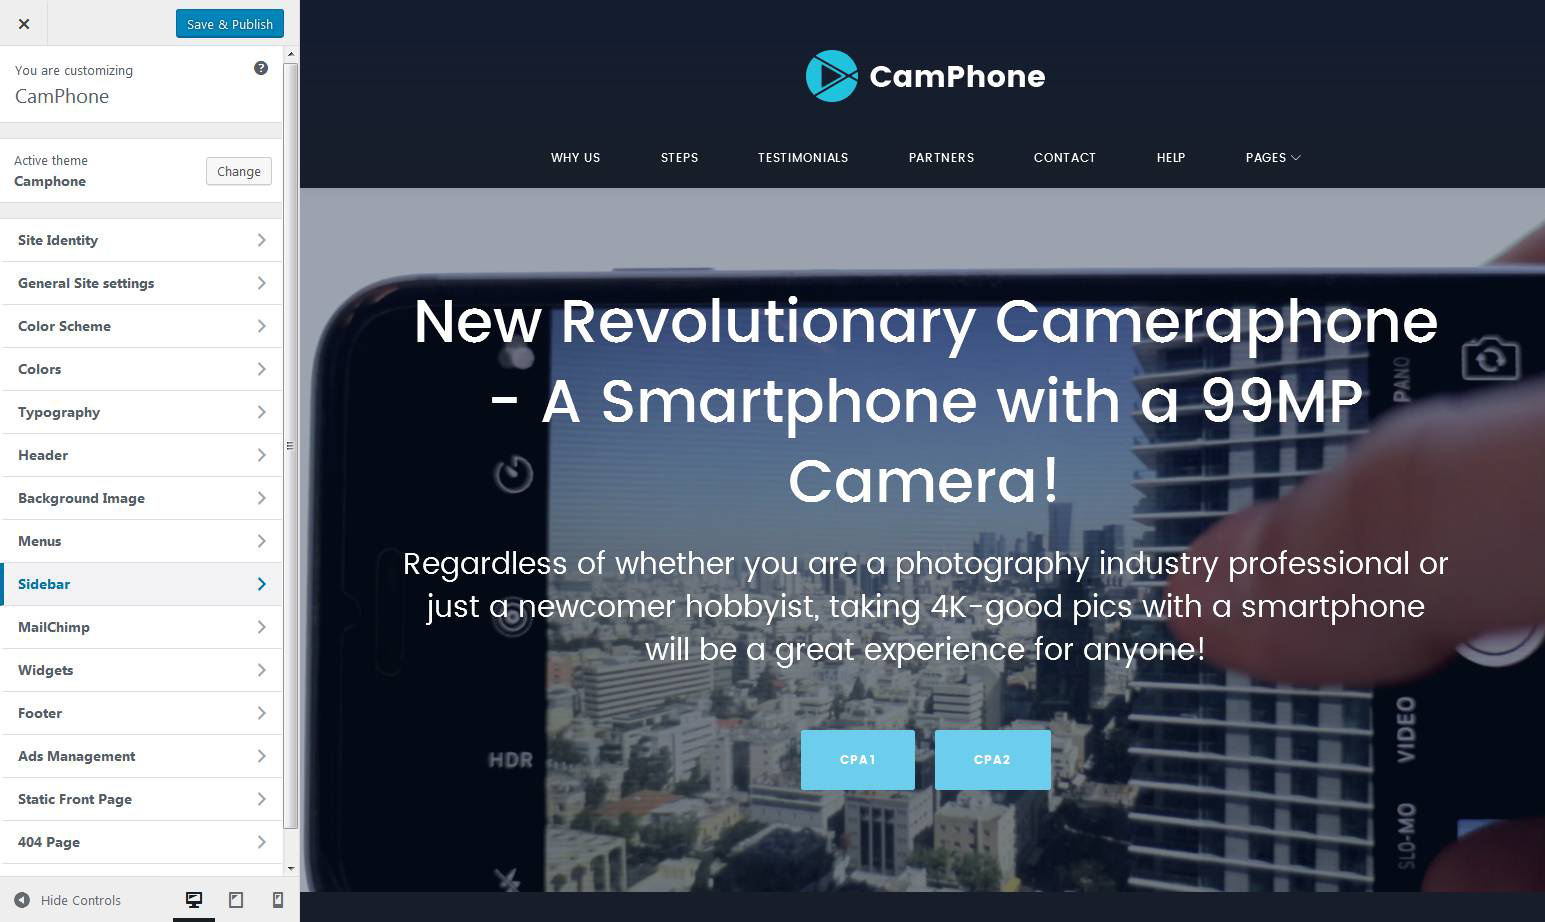 Save & Publish
You are customizing
CamPhone
Active theme
Camphone
Change
Site Identity
General Site settings
Color Scheme
Colors
Typography
Header
Background Image
Menus
Sidebar
MailChimp
Widgets
Footer
Ads Management
Static Front Page
404 Page
Hide Controls
CamPhone
WHY US STEPS TESTIMONIALS PARTNERS CONTACT HELP PAGES
New Revolutionary Cameraphone
- A Smartphone with a 99MP
Camera!
Regardless of whether you are a photography industry professional or
just a newcomer hobbyist, taking 4K-good pics with a smartphone
will be a great experience for anyone!
CPA1 CPA2
HDR
PANO
VIDEO
SLO-MO